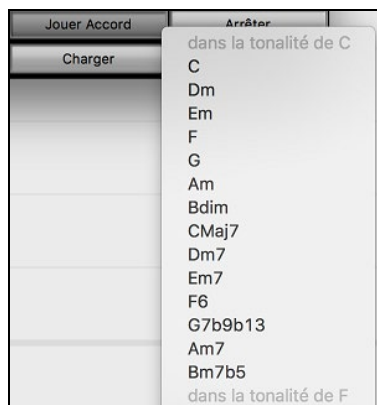 Jouer Accord
Arrêter
Charger
dans la tonalité de C
C
Dm
Em
F
G
Am
Bdim
CMaj7
Dm7
Em7
F6
G7b9b13
Am7
Bm7b5
dans la tonalité de F